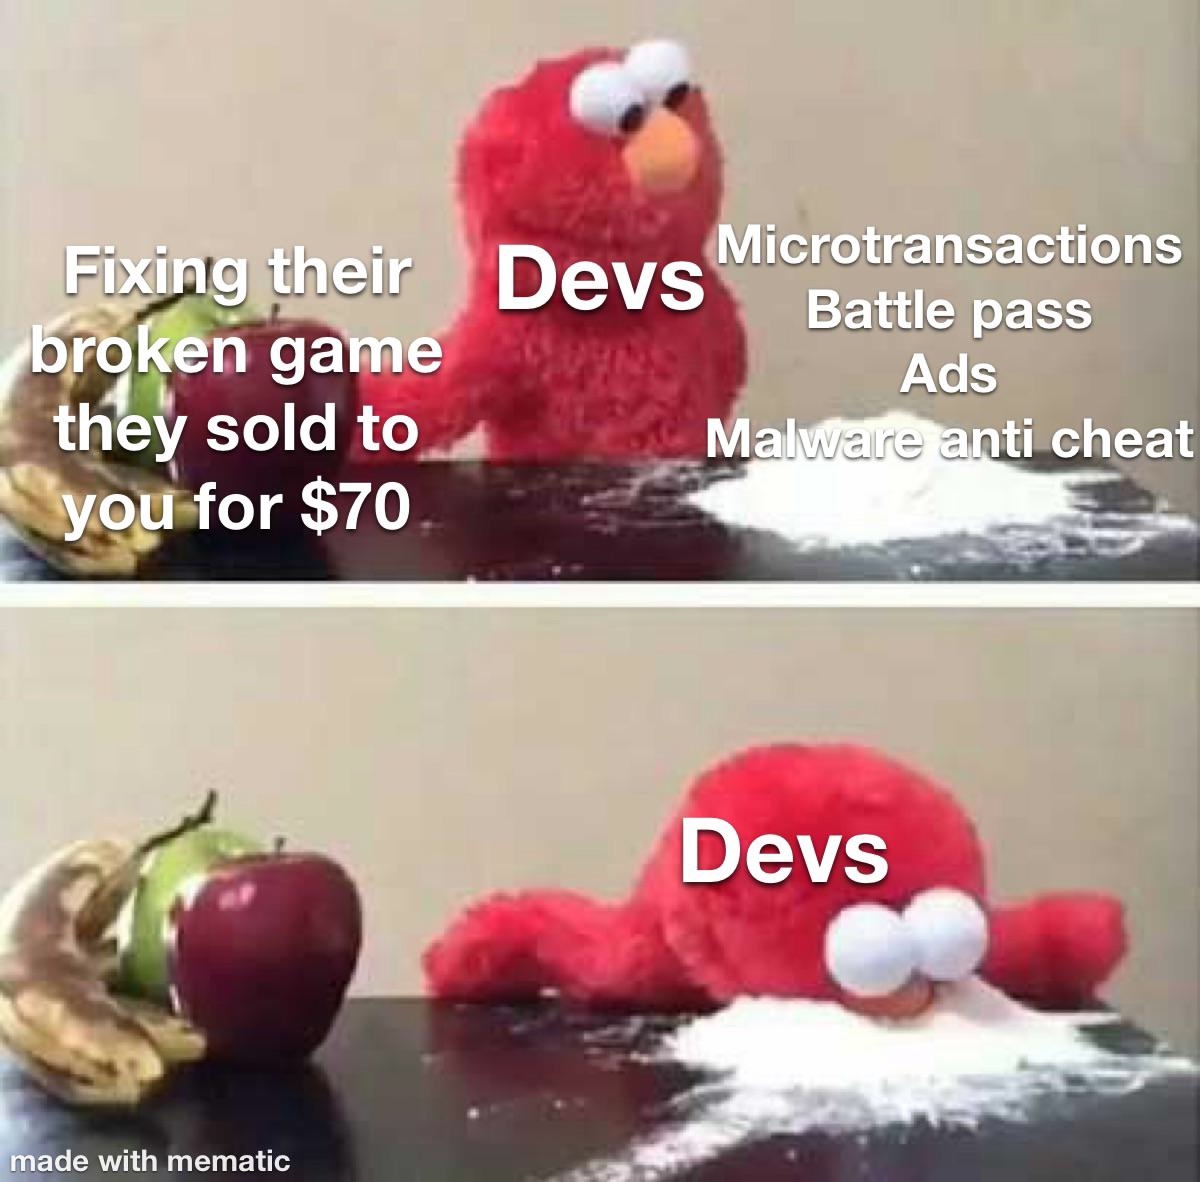 Fixing their
broken game
they sold to
you for $70
Devs
Microtransactions
Battle pass
Ads
Malware anti cheat
Devs
made with mematic